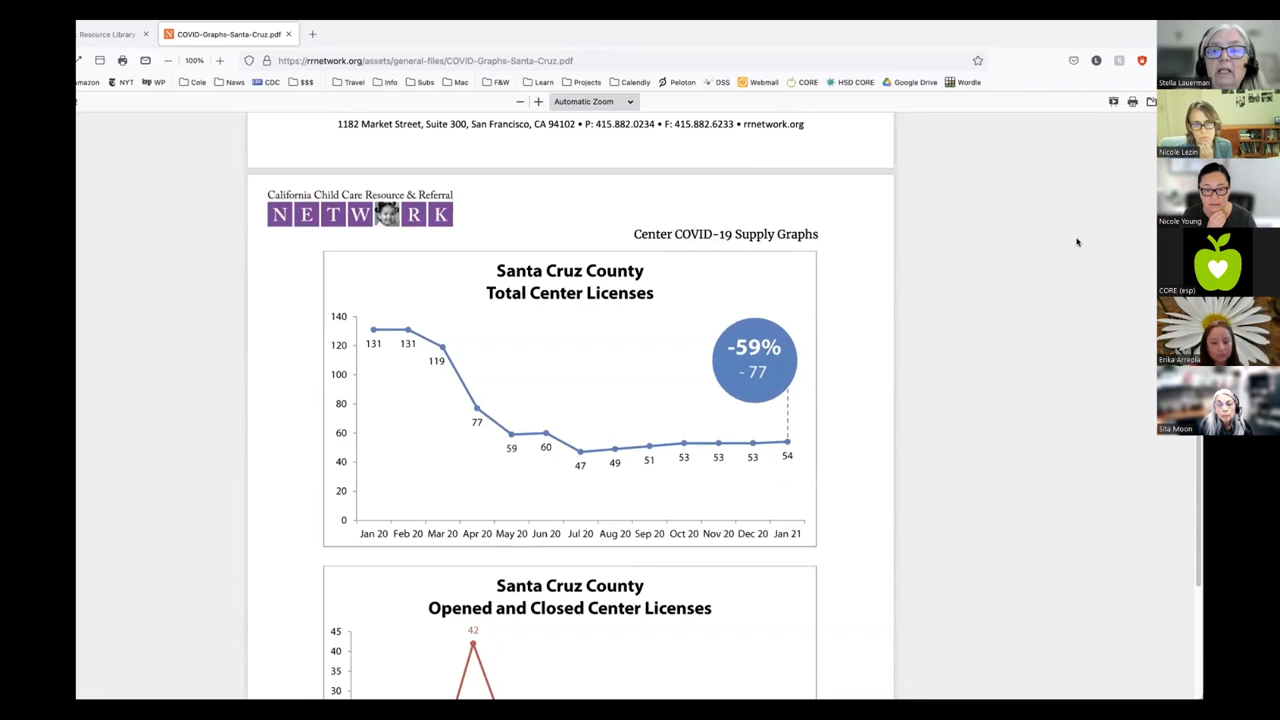 Resource Library
COVID-Graphs-Santa-Cruz.pdf
100%
https://rrnetwork.org/assets/general-files/COVID-Graphs-Santa-Cruz.pdf
amazon NYT WP Cole News CDC $$$ Travel Info Subs Mac F&W Learn Projects Calendly Peloton DSS Webmail CORE HSD CORE Google Drive Wordle
Automatic Zoom
1182 Market Street, Suite 300, San Francisco, CA 94102 • P: 415.882.0234 • F: 415.882.6233 • rrnetwork.org
California Child Care Resource & Referral
NETW RK
Center COVID-19 Supply Graphs
Santa Cruz County
Total Center Licenses
140
120
100
80
60
40
20
0
131 131 119 77 59 60 47 49 51 53 53 53 54
-59%
- 77
Jan 20 Feb 20 Mar 20 Apr 20 May 20 Jun 20 Jul 20 Aug 20 Sep 20 Oct 20 Nov 20 Dec 20 Jan 21
Santa Cruz County
Opened and Closed Center Licenses
45
40
35
30
42
Stella Lauerman
Nicole Lezin
Nicole Young
CORE (esp)
Erika Arreola
Sita Moon